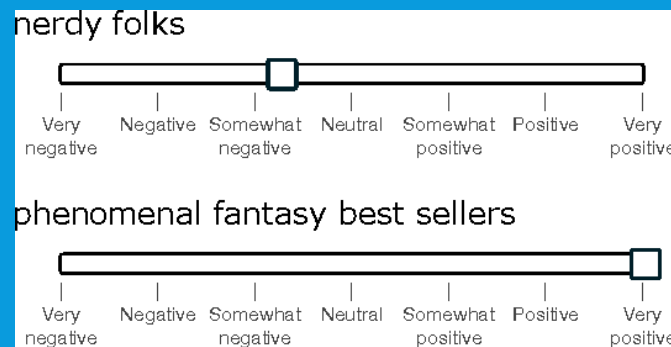 nerdy folks
Very negative Negative Somewhat negative Neutral Somewhat positive Positive Very positive
phenomenal fantasy best sellers
Very negative Negative Somewhat negative Neutral Somewhat positive Positive Very positive